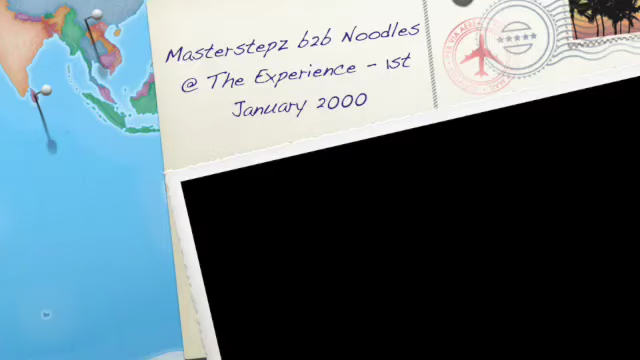 Masterstepz b2b Noodles
@ The Experience - 1st
January 2000